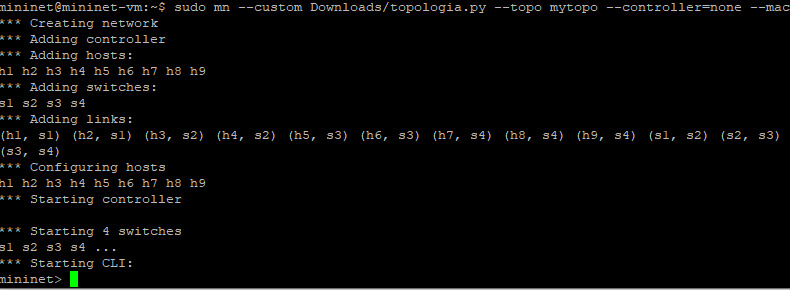 mininet@mininet-vm:~$ sudo mn --custom Downloads/topologia.py --topo mytopo --controller=none --mac
*** Creating network
*** Adding controller
*** Adding hosts:
h1 h2 h3 h4 h5 h6 h7 h8 h9
*** Adding switches:
s1 s2 s3 s4
*** Adding links:
(h1, s1) (h2, s1) (h3, s2) (h4, s2) (h5, s3) (h6, s3) (h7, s4) (h8, s4) (h9, s4) (s1, s2) (s2, s3)
(s3, s4)
*** Configuring hosts
h1 h2 h3 h4 h5 h6 h7 h8 h9
*** Starting controller
*** Starting 4 switches
s1 s2 s3 s4 ...
*** Starting CLI:
mininet>